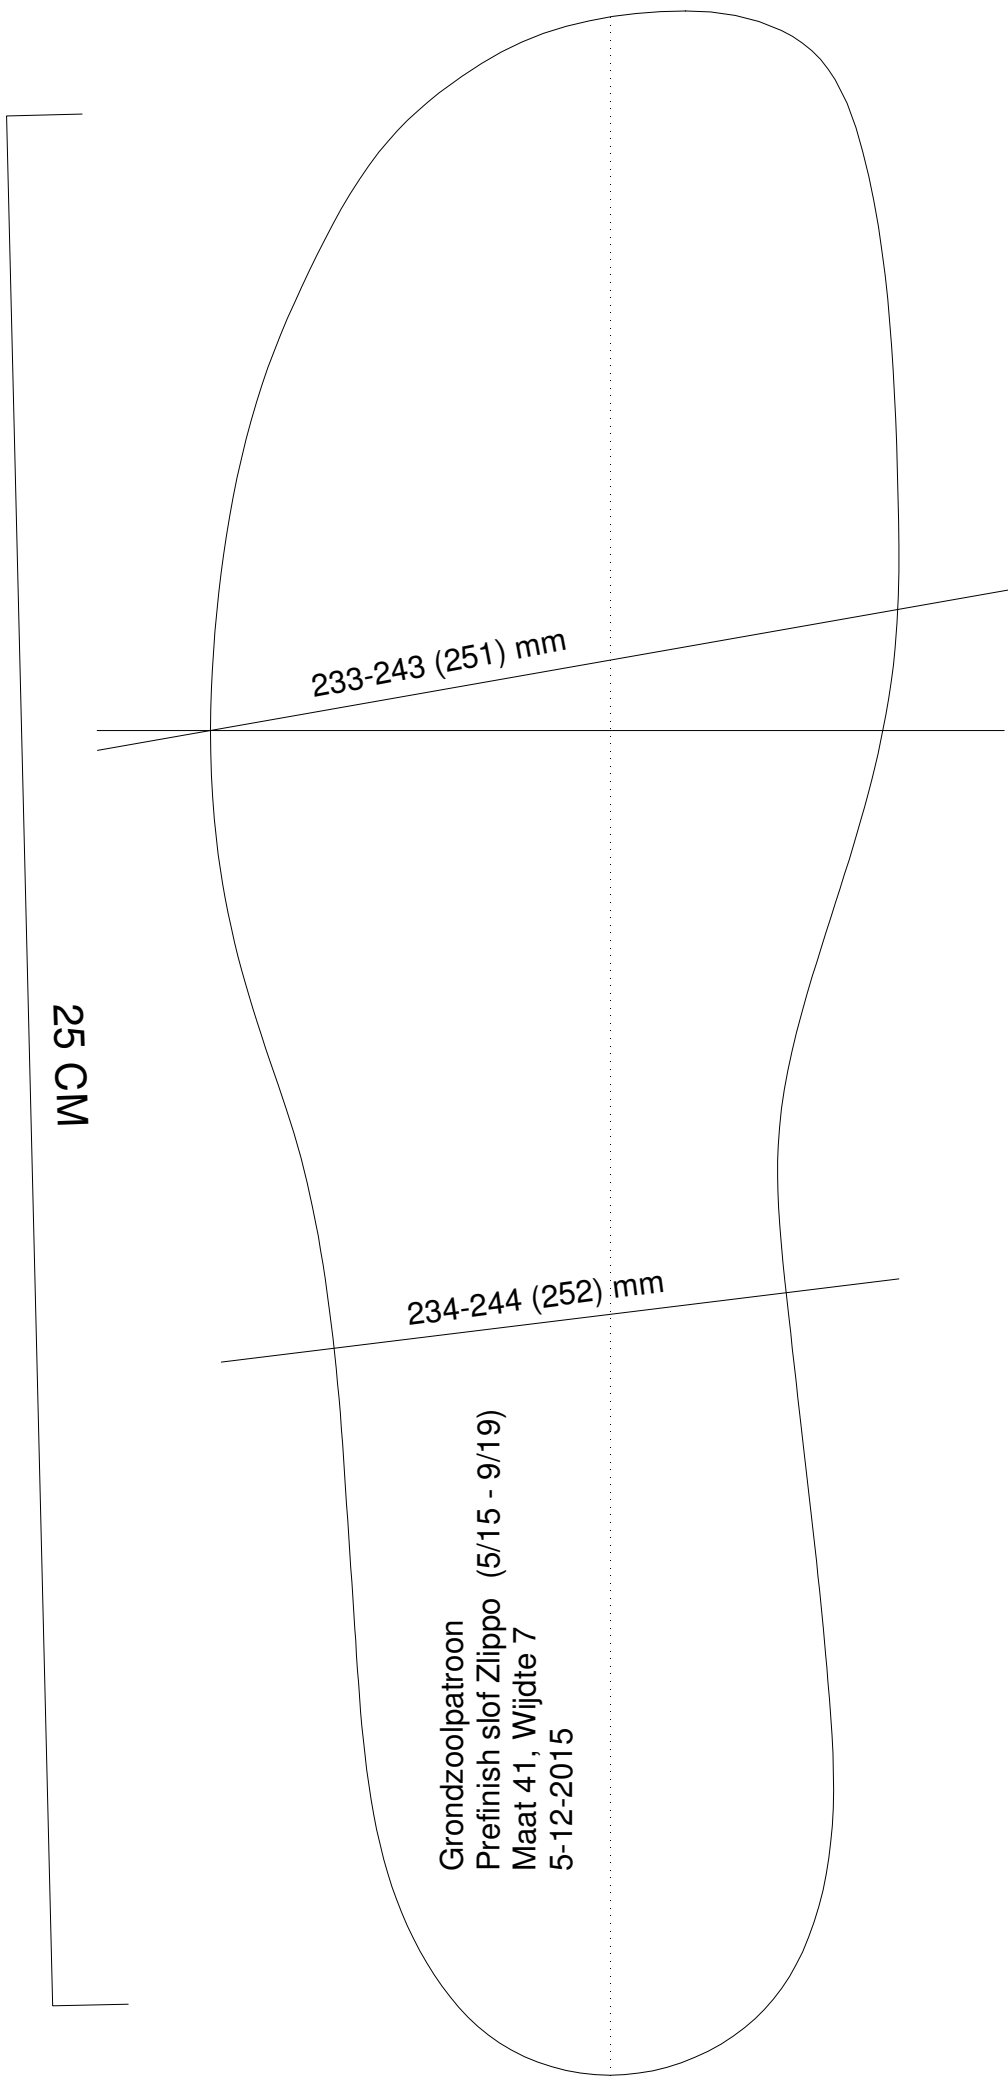 233-243 (251) mm
25 CM
234-244 (252) mm
Grondzoolpatroon
Prefinish slof Zlippo (5/15 - 9/19)
Maat 41, Wijdte 7
5-12-2015